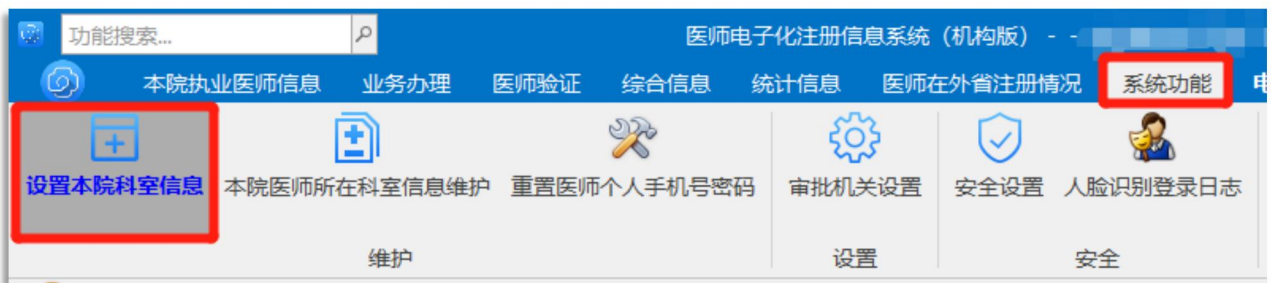 功能搜索... 医师电子化注册信息系统（机构版） - -
本院执业医师信息 业务办理 医师验证 综合信息 统计信息 医师在外省注册情况 系统功能
设置本院科室信息 本院医师所在科室信息维护 重置医师个人手机号密码 审批机关设置 安全设置 人脸识别登录日志
维护 设置 安全